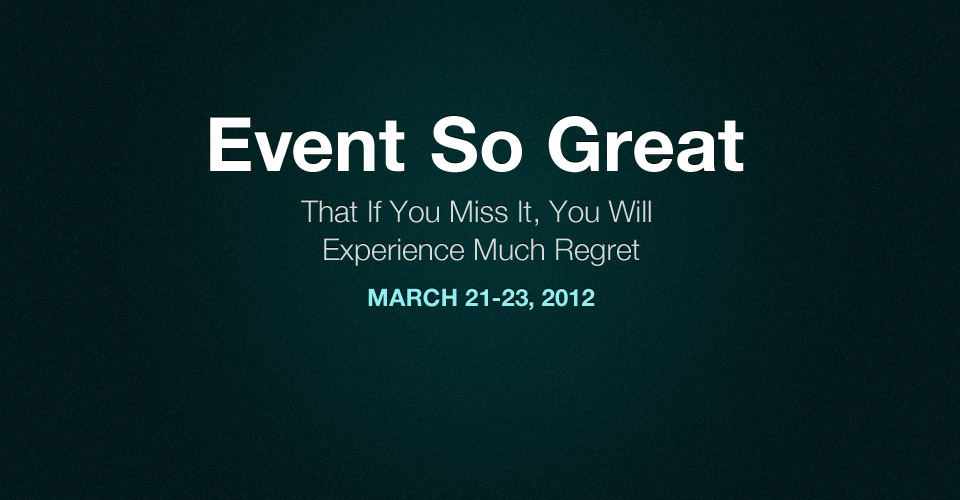 Event So Great
That If You Miss It, You Will
Experience Much Regret
MARCH 21-23, 2012